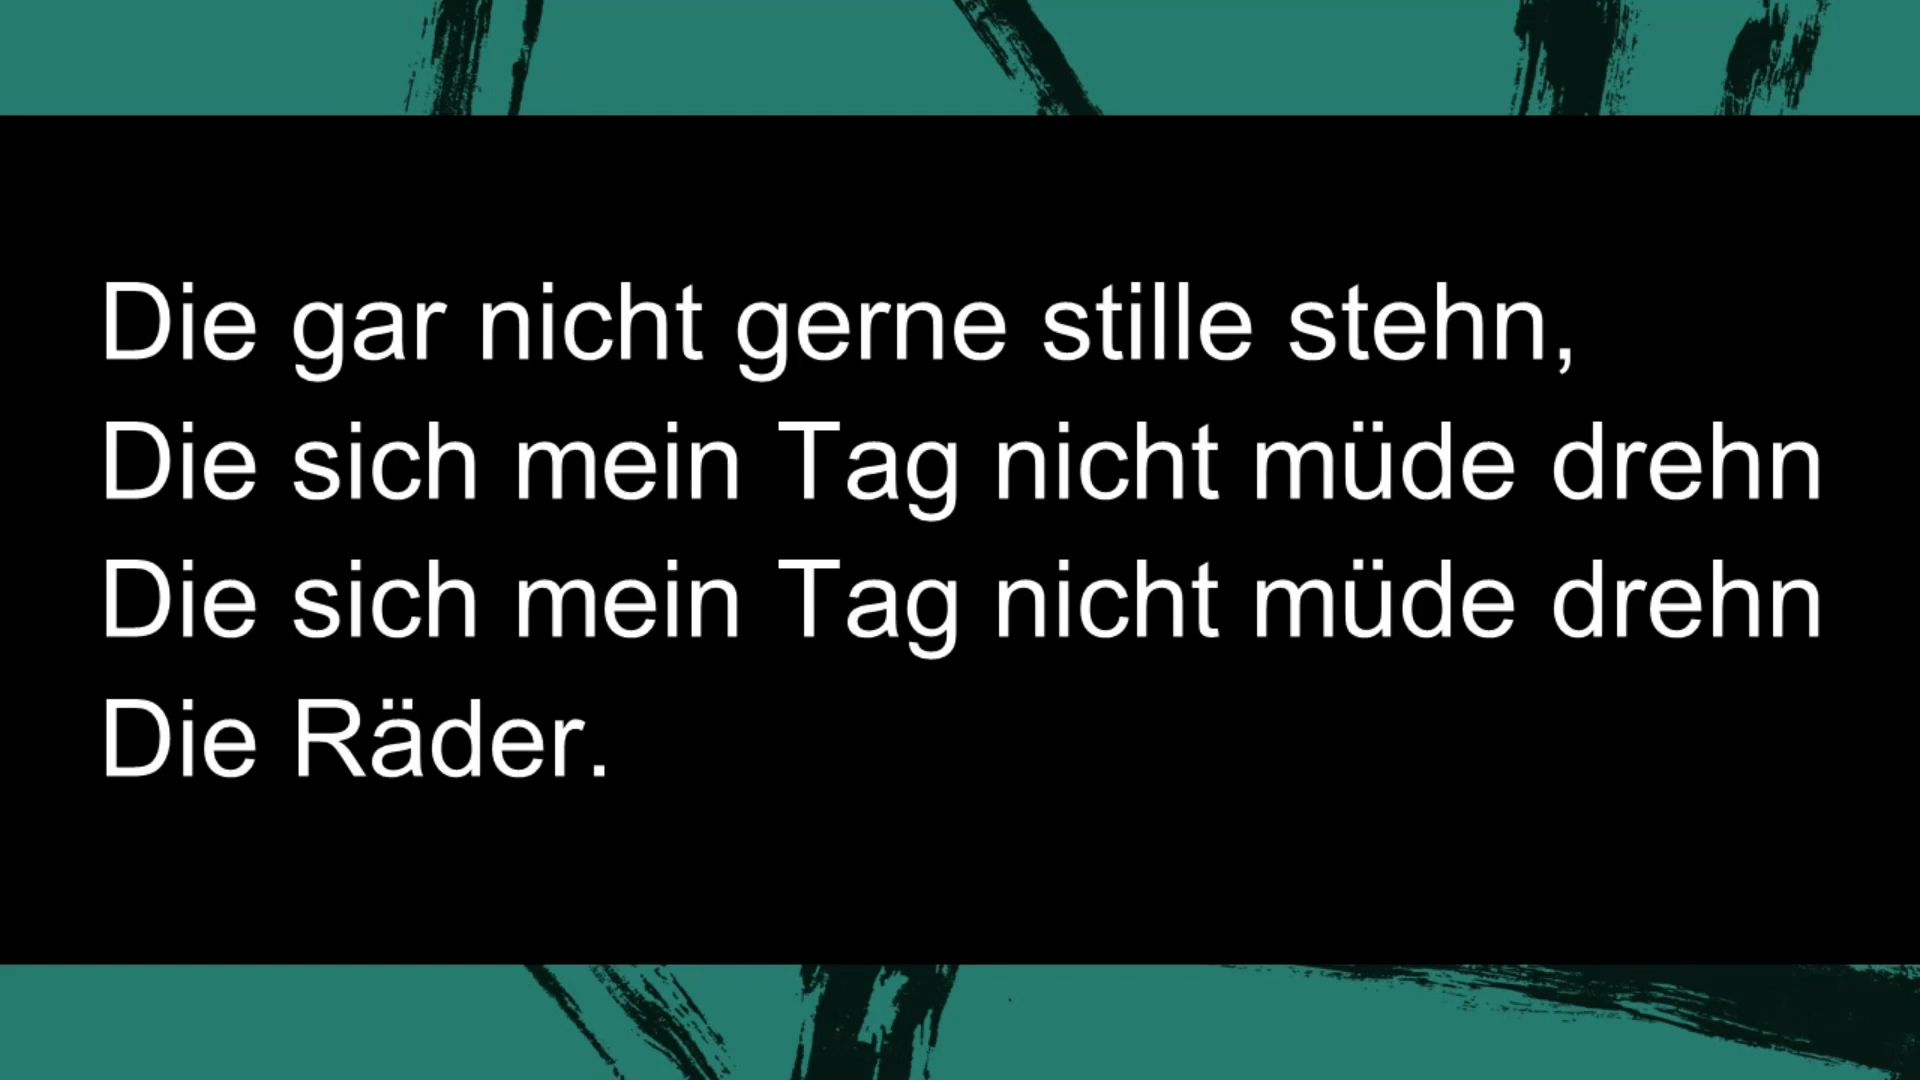 Die gar nicht gerne stille stehn,
Die sich mein Tag nicht müde drehn
Die sich mein Tag nicht müde drehn
Die Räder.